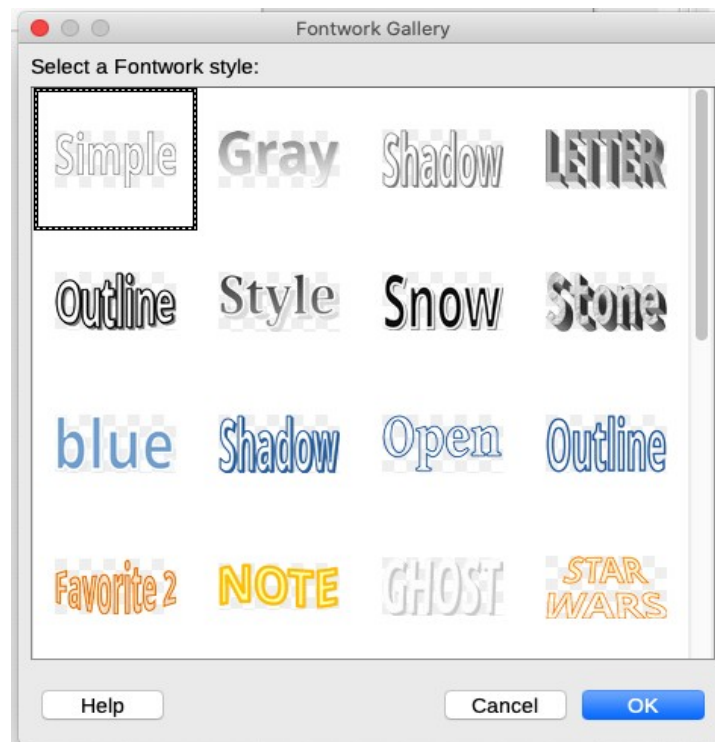 Fontwork Gallery
Select a Fontwork style:
Simple Gray Shadow LETTER
Outline Style Snow Stone
blue Shadow Open Outline
Favorite 2 NOTE GHOST STAR
WARS
Help Cancel OK